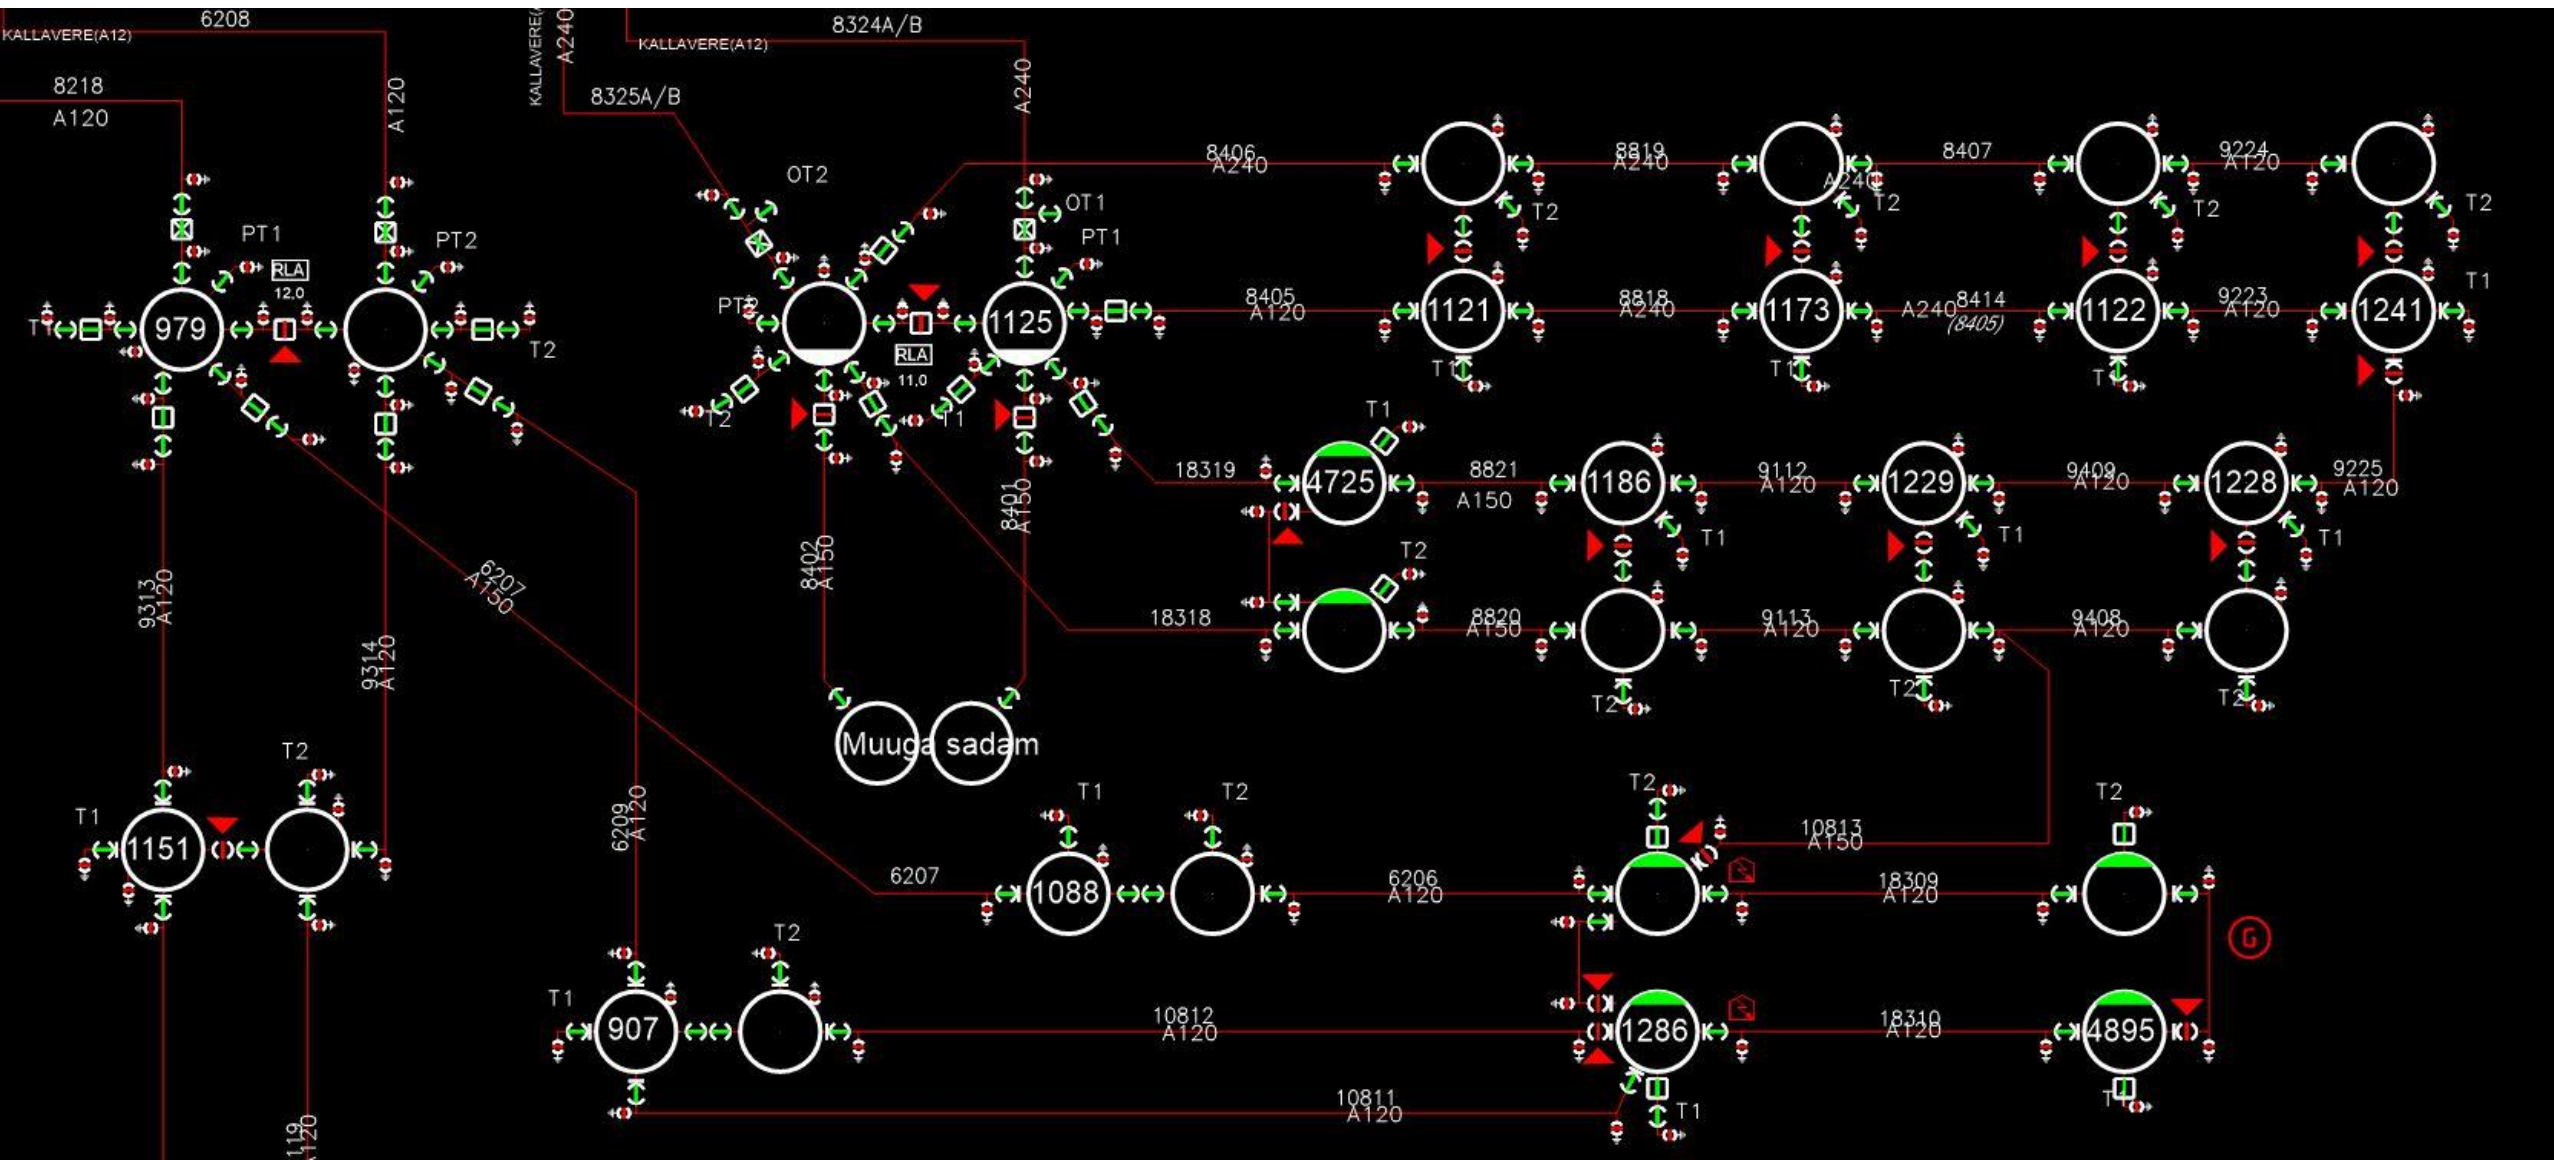 6208
KALLAVERE(A12)
8218
A120
A120
KALLAVERE(
A240
8324A/B
KALLAVERE(A12)
8325A/B
A240
OT2
OT1
PT1
PT1
PT2
RLA
12,0
T1
979
T2
1125
RLA
11,0
T2
T1
8406
A240
8819
A240
8407
A240
9224
A120
T2
T2
T2
T2
8405
A120
1121
8818
A240
1173
A240
8414
(8405)
1122
9223
A120
1241
T1
T1
T1
T1
T1
18319
4725
8821
A150
1186
9112
A120
1229
9409
A120
1228
9225
A120
T1
T1
T1
T2
18318
8820
A150
9113
A120
9408
A120
T2
T2
T2
8402
A150
8401
A150
Muuga sadam
9313
A120
9314
A120
6207
A150
6209
A120
T1
1151
T2
6207
T1
1088
T2
6206
A120
T2
10813
A150
18309
A120
T2
G
T1
907
T2
10812
A120
1286
18310
A120
4895
10811
A120
T1
A120